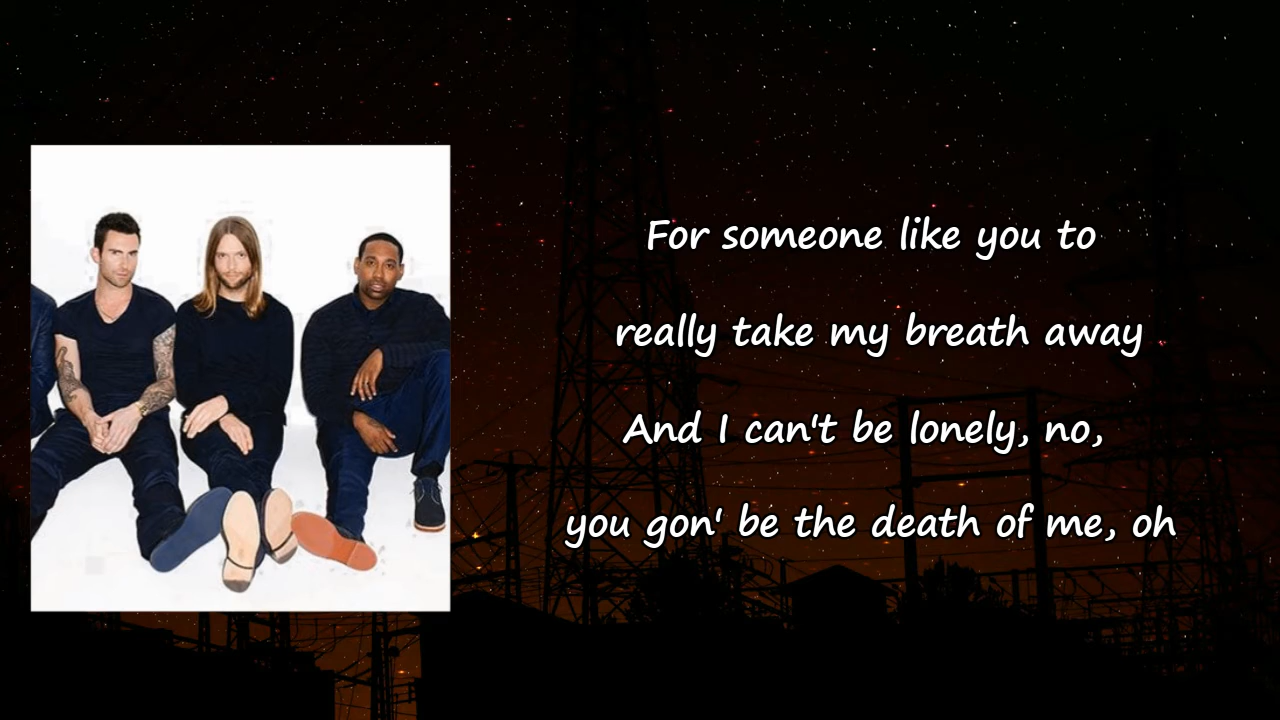 For someone like you to
really take my breath away
And I can't be lonely, no,
you gon' be the death of me, oh